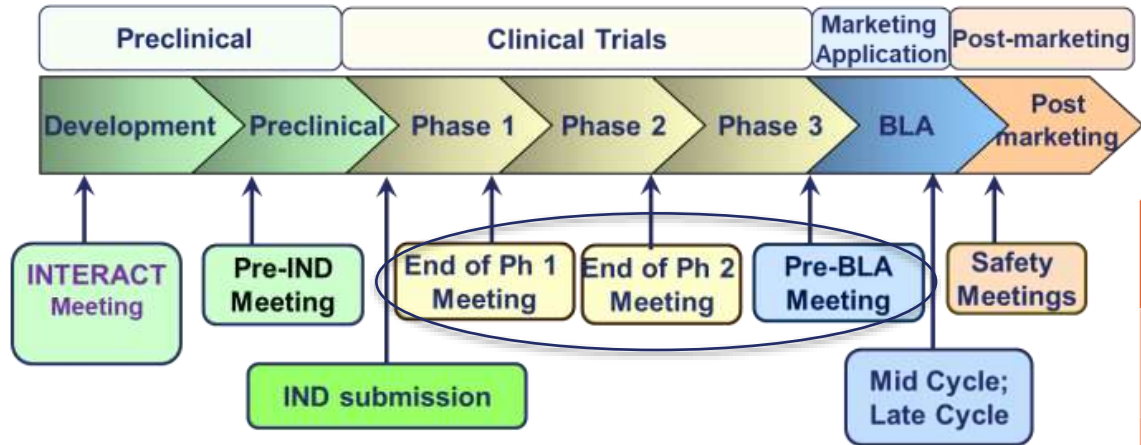 Preclinical
Clinical Trials
Marketing
Application
Post-marketing
Development
Preclinical
Phase 1
Phase 2
Phase 3
BLA
Post
marketing
INTERACT
Meeting
Pre-IND
Meeting
End of Ph 1
Meeting
End of Ph 2
Meeting
Pre-BLA
Meeting
Safety
Meetings
IND submission
Mid Cycle;
Late Cycle